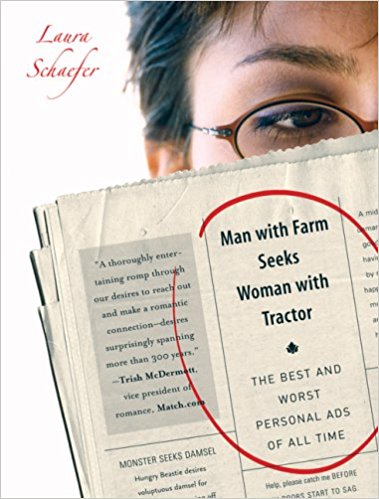 Laura
Schaefer
"A thoroughly enter-
taining romp through
our desires to reach out
and make a romantic
connection—desires
surprisingly spanning
more than 300 years."
—Trish McDermott,
vice president of
romance, Match.com
Man with Farm
Seeks
Woman with
Tractor
THE BEST AND
WORST
PERSONAL ADS
OF ALL TIME
MONSTER SEEKS DAMSEL
Hungry Beastie desires
voluptuous damsel for
off
Help, please catch me BEFORE
DOORS START TO SAG
A mid